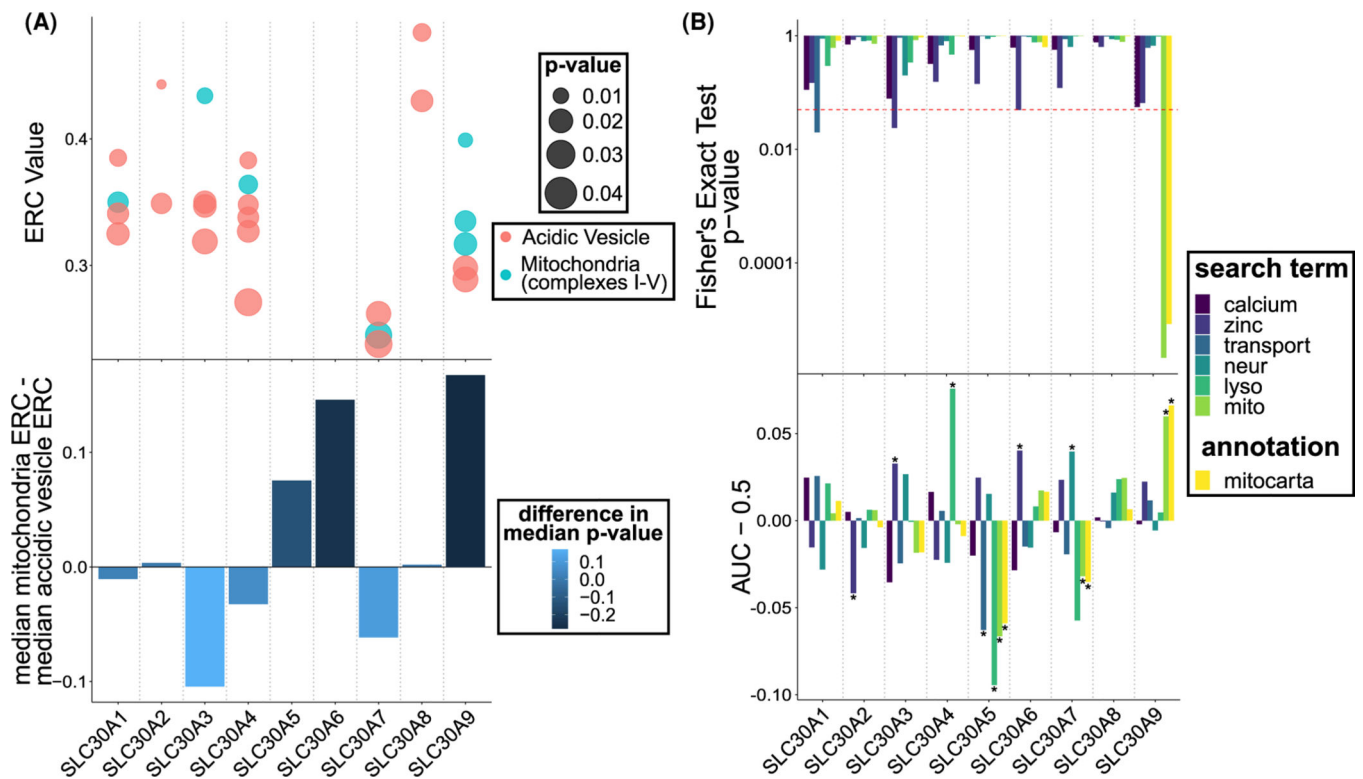 (A)
ERC Value
0.4
0.3
p-value
0.01
0.02
0.03
0.04
Acidic Vesicle
Mitochondria
(complexes I-V)
median mitochondria ERC -
median accidic vesicle ERC
0.1
0.0
−0.1
difference in
median p-value
0.1
0.0
−0.1
−0.2
SLC30A1
SLC30A2
SLC30A3
SLC30A4
SLC30A5
SLC30A6
SLC30A7
SLC30A8
SLC30A9
(B)
Fisher's Exact Test
p−value
1
0.01
0.0001
AUC − 0.5
0.05
0.00
-0.05
-0.10
* * * * * * * * * * * * *
SLC30A1
SLC30A2
SLC30A3
SLC30A4
SLC30A5
SLC30A6
SLC30A7
SLC30A8
SLC30A9
search term
calcium
zinc
transport
neur
lyso
mito
annotation
mitocarta